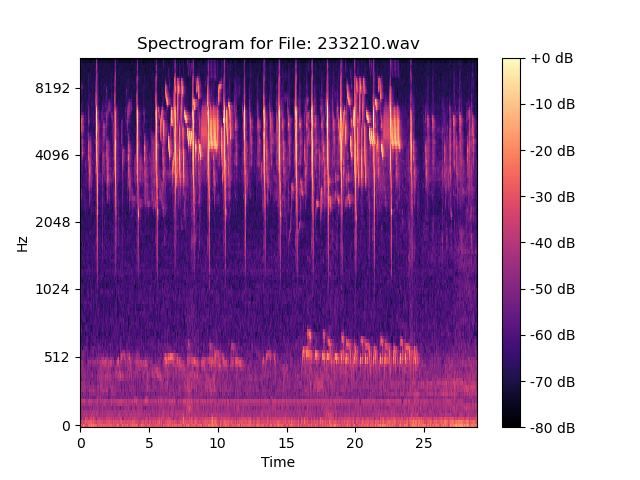 Spectrogram for File: 233210.wav
8192
4096
2048
1024
512
0
Hz
0 5 10 15 20 25
Time
+0 dB
-10 dB
-20 dB
-30 dB
-40 dB
-50 dB
-60 dB
-70 dB
-80 dB